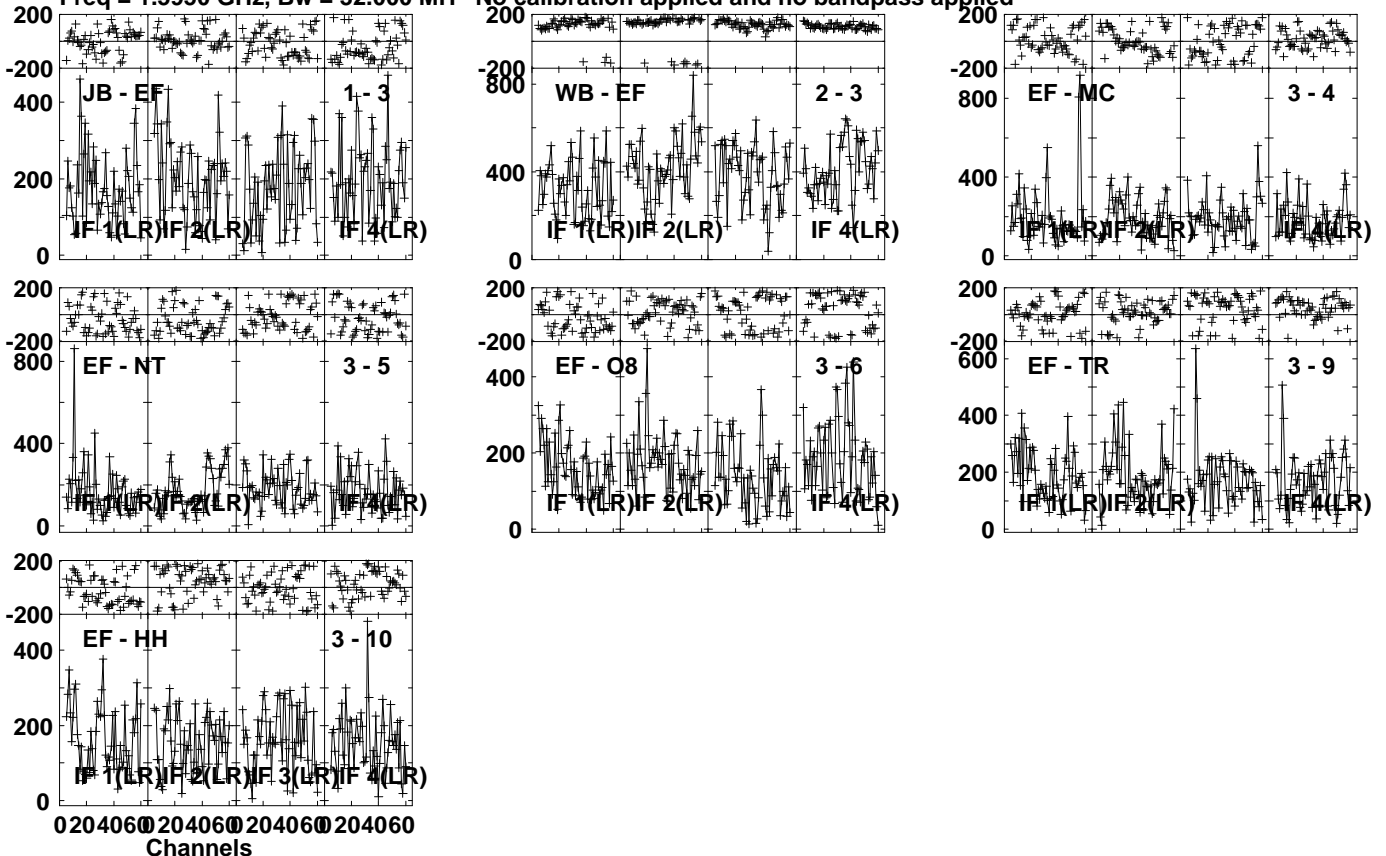 No calibration applied and no bandpass applied
200
-200
JB - EF
1 - 3
400
200
0
IF 1(LR) IF 2(LR) IF 4(LR)
200
-200
800
WB - EF
2 - 3
400
0
IF 1(LR) IF 2(LR) IF 4(LR)
200
-200
EF - MC
3 - 4
800
400
0
IF 1(LR) IF 2(LR) IF 4(LR)
200
-200
800
EF - NT
3 - 5
400
0
IF 1(LR) IF 2(LR) IF 4(LR)
200
-200
EF - O8
3 - 6
400
200
0
IF 1(LR) IF 2(LR) IF 4(LR)
200
-200
600
EF - TR
3 - 9
400
200
0
IF 1(LR) IF 2(LR) IF 4(LR)
200
-200
EF - HH
3 - 10
400
200
0
IF 1(LR) IF 2(LR) IF 3(LR) IF 4(LR)
0 20 40 60 0 20 40 60 0 20 40 60 0 20 40 60
Channels